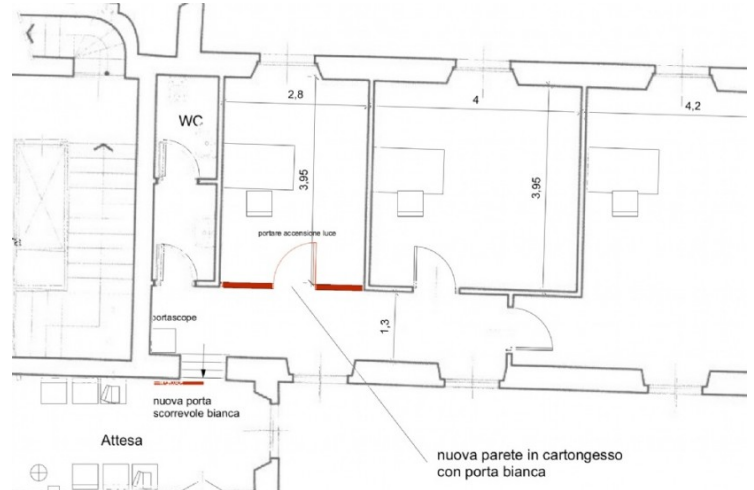 WC
2,8
4
4,2
3,95
3,95
portare accensione luce
portascope
1,3
nuova porta
scorrevole bianca
Attesa
nuova parete in cartongesso
con porta bianca